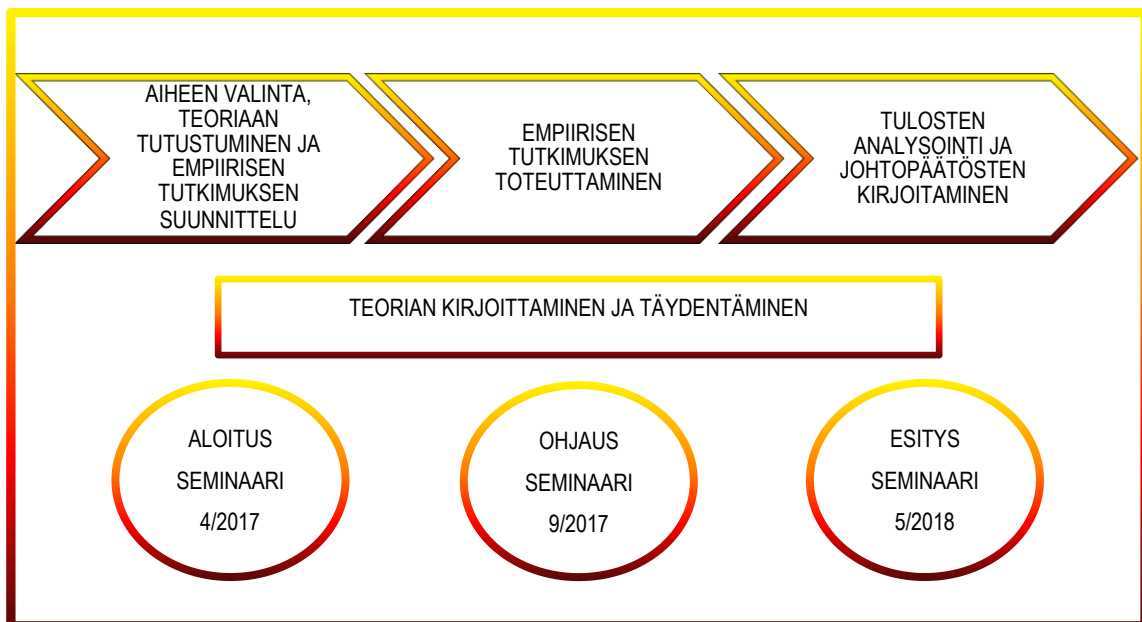 AIHEEN VALINTA,
TEORIAAN
TUTUSTUMINEN JA
EMPIIRISEN
TUTKIMUKSEN
SUUNNITTELU
EMPIIRISEN
TUTKIMUKSEN
TOTEUTTAMINEN
TULOSTEN
ANALYSOINTI JA
JOHTOPÄÄTÖSTEN
KIRJOITAMINEN
TEORIAN KIRJOITTAMINEN JA TÄYDENTÄMINEN
ALOITUS
SEMINAARI
4/2017
OHJAUS
SEMINAARI
9/2017
ESITYS
SEMINAARI
5/2018